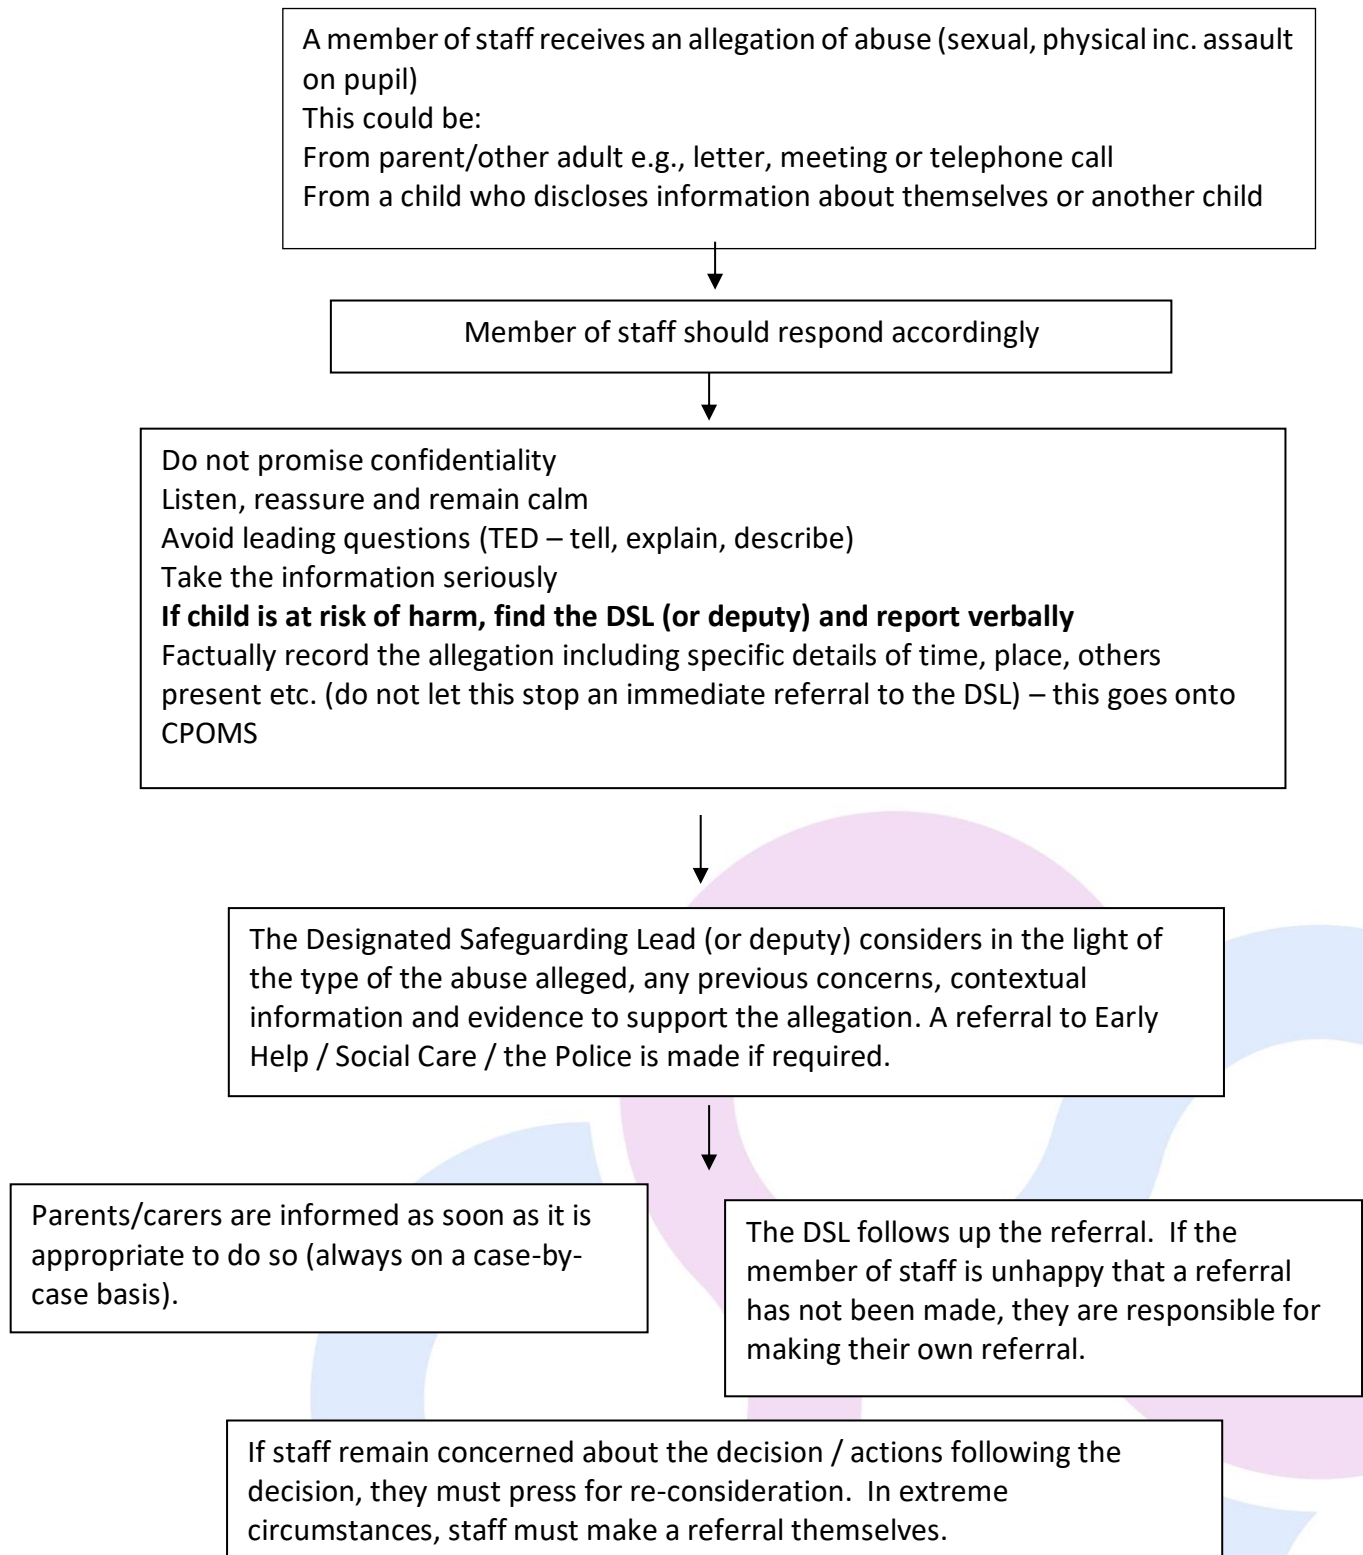 A member of staff receives an allegation of abuse (sexual, physical inc. assault
on pupil)
This could be:
From parent/other adult e.g., letter, meeting or telephone call
From a child who discloses information about themselves or another child
Member of staff should respond accordingly
Do not promise confidentiality
Listen, reassure and remain calm
Avoid leading questions (TED – tell, explain, describe)
Take the information seriously
If child is at risk of harm, find the DSL (or deputy) and report verbally
Factually record the allegation including specific details of time, place, others
present etc. (do not let this stop an immediate referral to the DSL) – this goes onto
CPOMS
The Designated Safeguarding Lead (or deputy) considers in the light of
the type of the abuse alleged, any previous concerns, contextual
information and evidence to support the allegation. A referral to Early
Help / Social Care / the Police is made if required.
Parents/carers are informed as soon as it is
appropriate to do so (always on a case-by-
case basis).
The DSL follows up the referral.  If the
member of staff is unhappy that a referral
has not been made, they are responsible for
making their own referral.
If staff remain concerned about the decision / actions following the
decision, they must press for re-consideration.  In extreme
circumstances, staff must make a referral themselves.